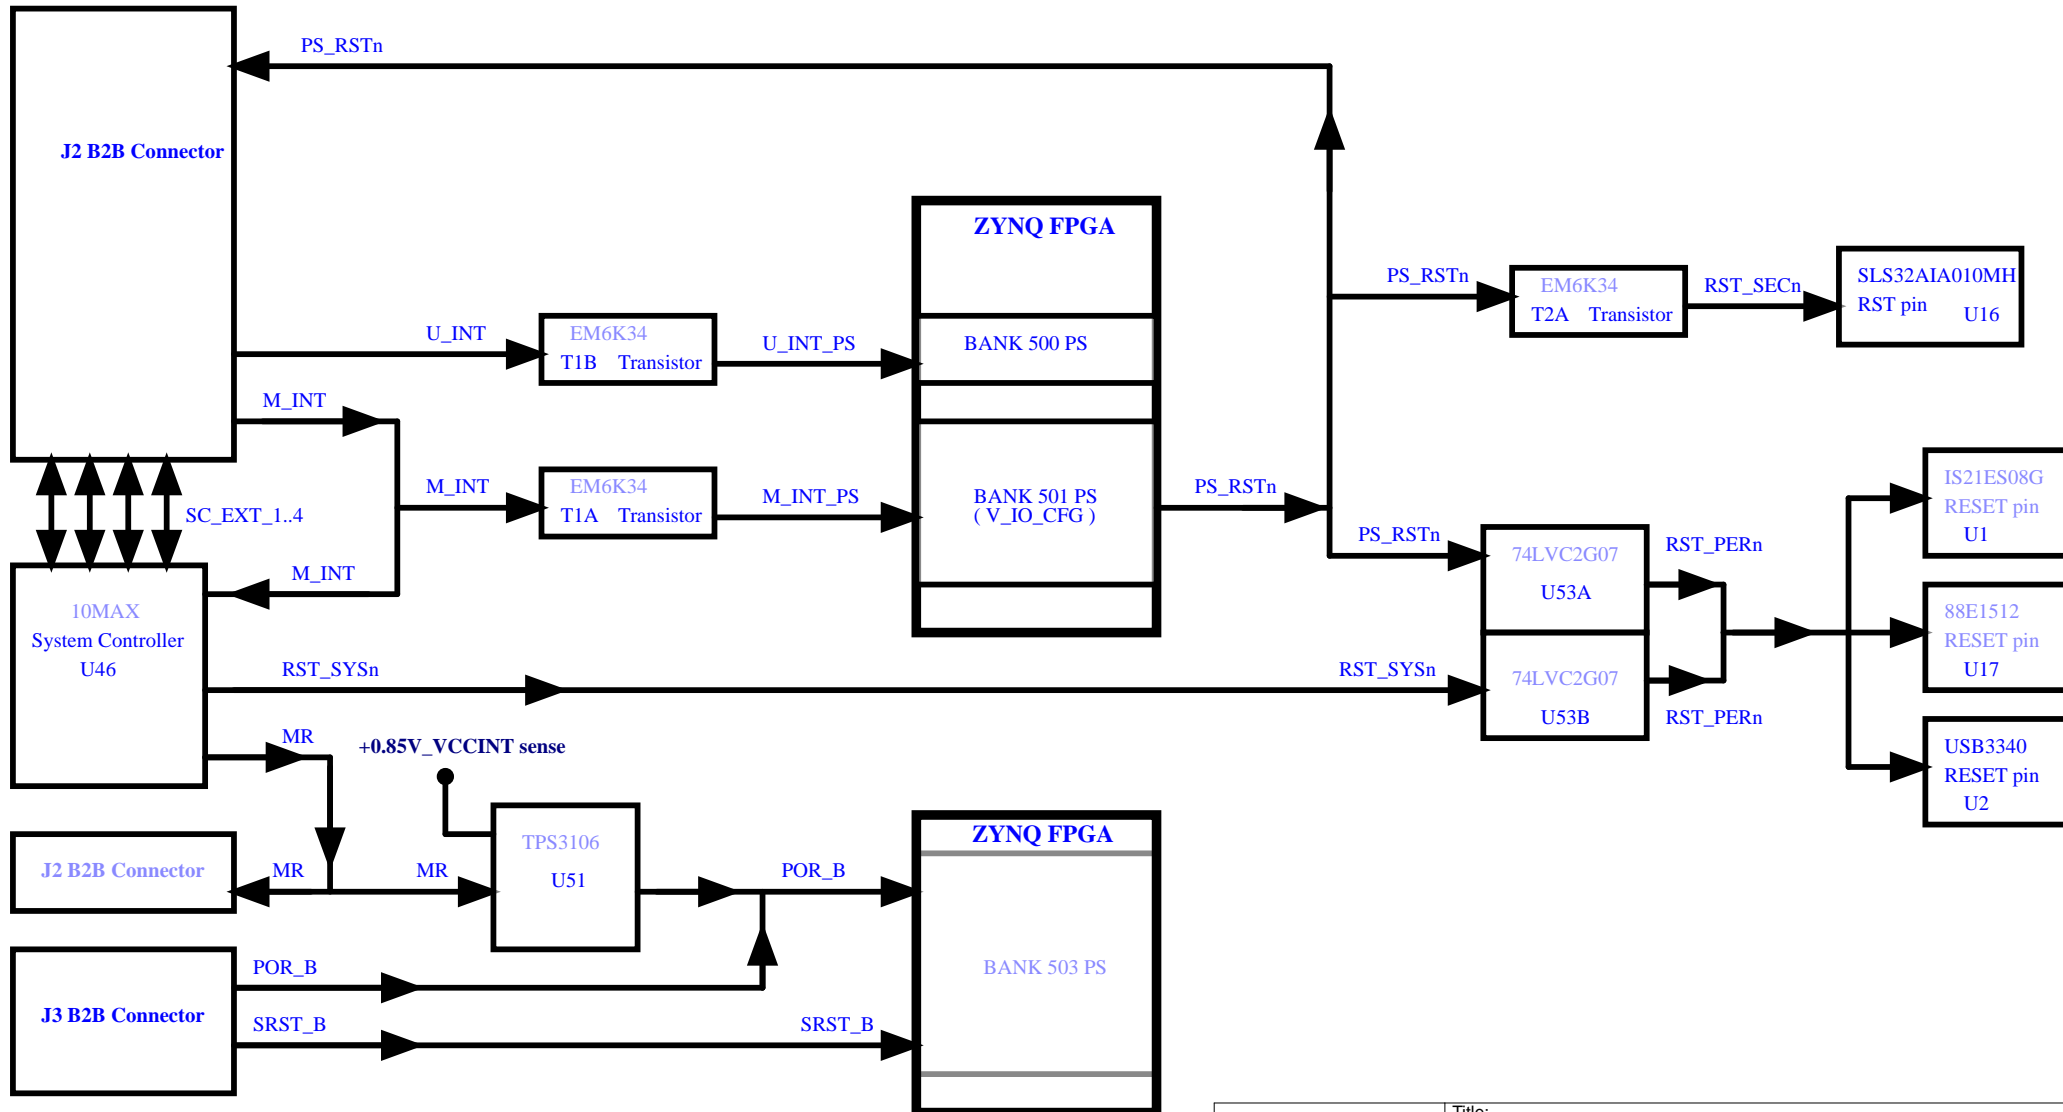 PS_RSTn
J2 B2B Connector
ZYNQ FPGA
PS_RSTn
EM6K34
T2A Transistor
RST_SECn
SLS32AIA010MH
RST pin
U16
U_INT
EM6K34
T1B Transistor
U_INT_PS
BANK 500 PS
M_INT
M_INT
EM6K34
T1A Transistor
M_INT_PS
BANK 501 PS
( V_IO_CFG )
PS_RSTn
SC_EXT_1..4
M_INT
PS_RSTn
74LVC2G07
U53A
RST_PERn
IS21ES08G
RESET pin
U1
10MAX
System Controller
U46
88E1512
RESET pin
U17
RST_SYSn
RST_SYSn
74LVC2G07
U53B
RST_PERn
MR
+0.85V_VCCINT sense
USB3340
RESET pin
U2
J2 B2B Connector
MR
MR
TPS3106
U51
POR_B
ZYNQ FPGA
BANK 503 PS
J3 B2B Connector
POR_B
SRST_B
SRST_B
Title: